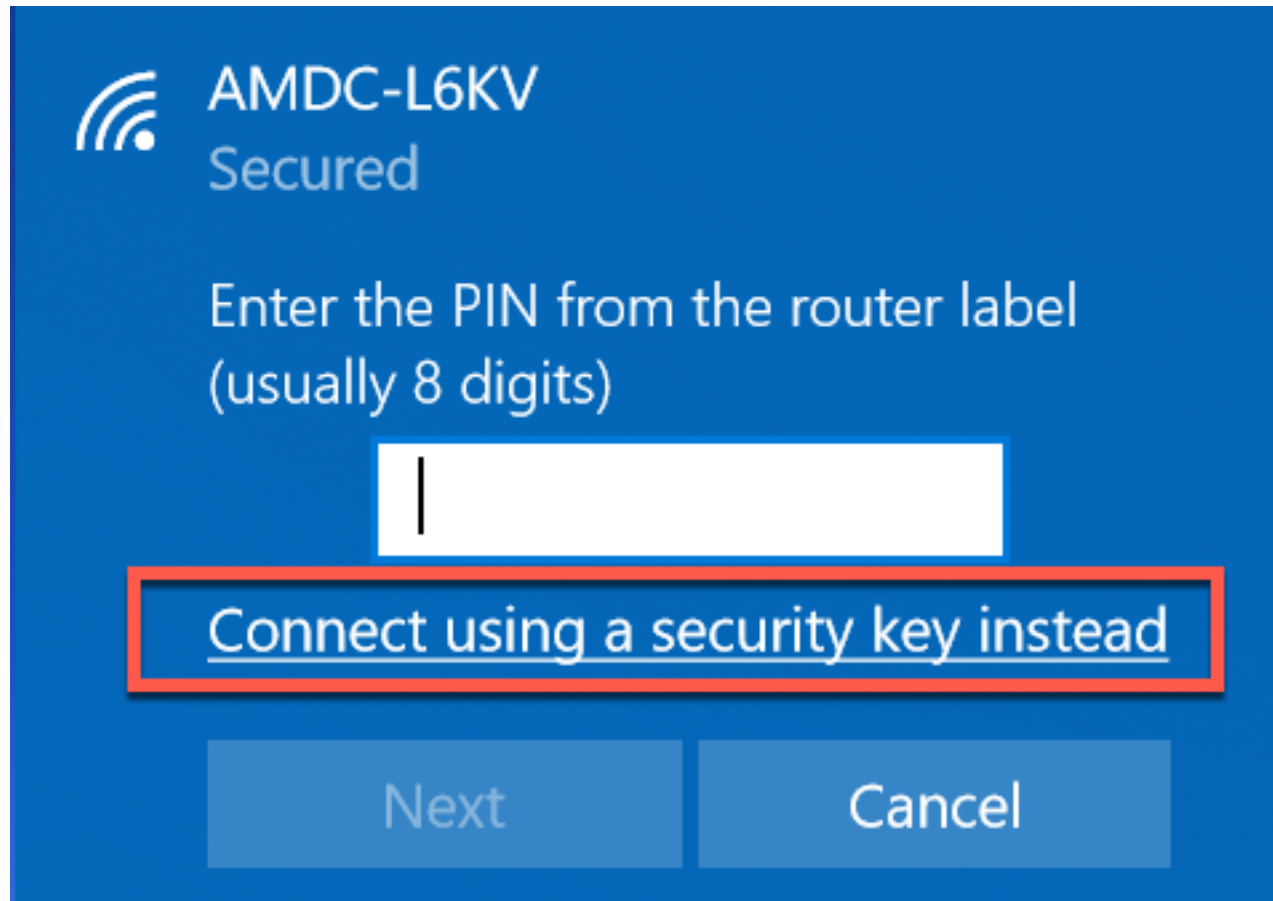 AMDC-L6KV
Secured
Enter the PIN from the router label
(usually 8 digits)
Connect using a security key instead
Next
Cancel